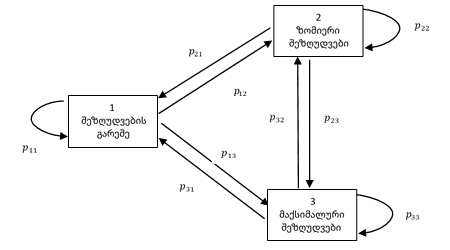 2
ზომიერი
შეზღუდვები
p₂₂
p₂₁
p₁₂
1
შეზღუდვების
გარეშე
p₁₁
p₃₂
p₂₃
p₁₃
p₃₁
3
მაქსიმალური
შეზღუდვები
p₃₃